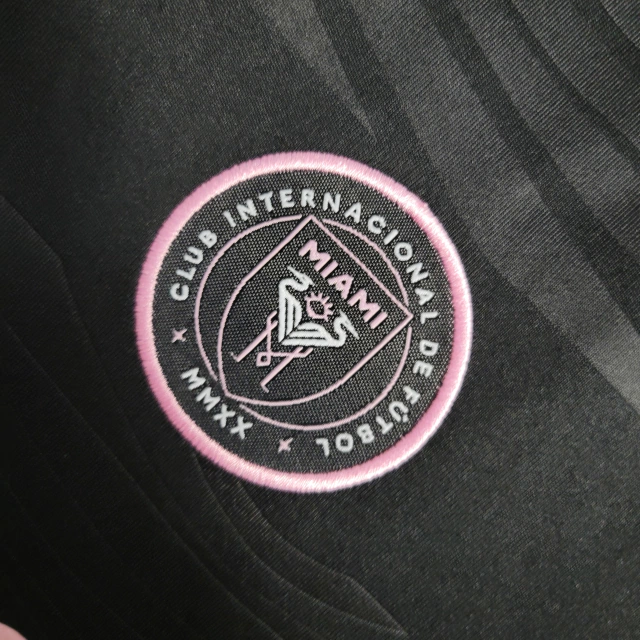 CLUB INTERNACIONAL DE FÚTBOL
MIAMI
MMXX